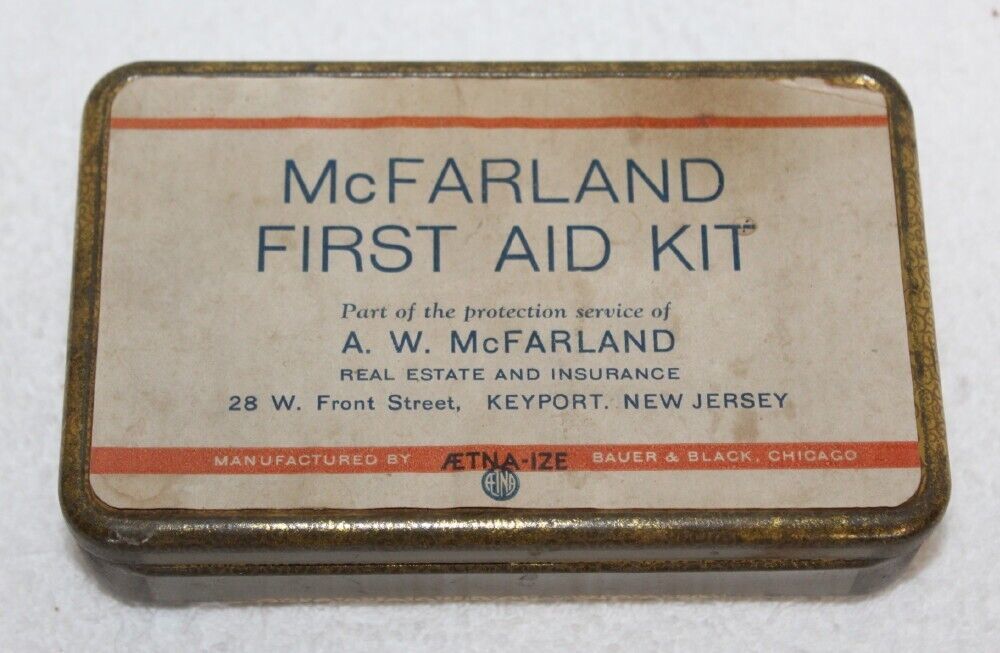 McFARLAND
FIRST AID KIT
Part of the protection service of
A. W. McFARLAND
REAL ESTATE AND INSURANCE
28 W. Front Street, KEYPORT. NEW JERSEY
MANUFACTURED BY ÆTNA-IZE BAUER & BLACK, CHICAGO
ÆTNA